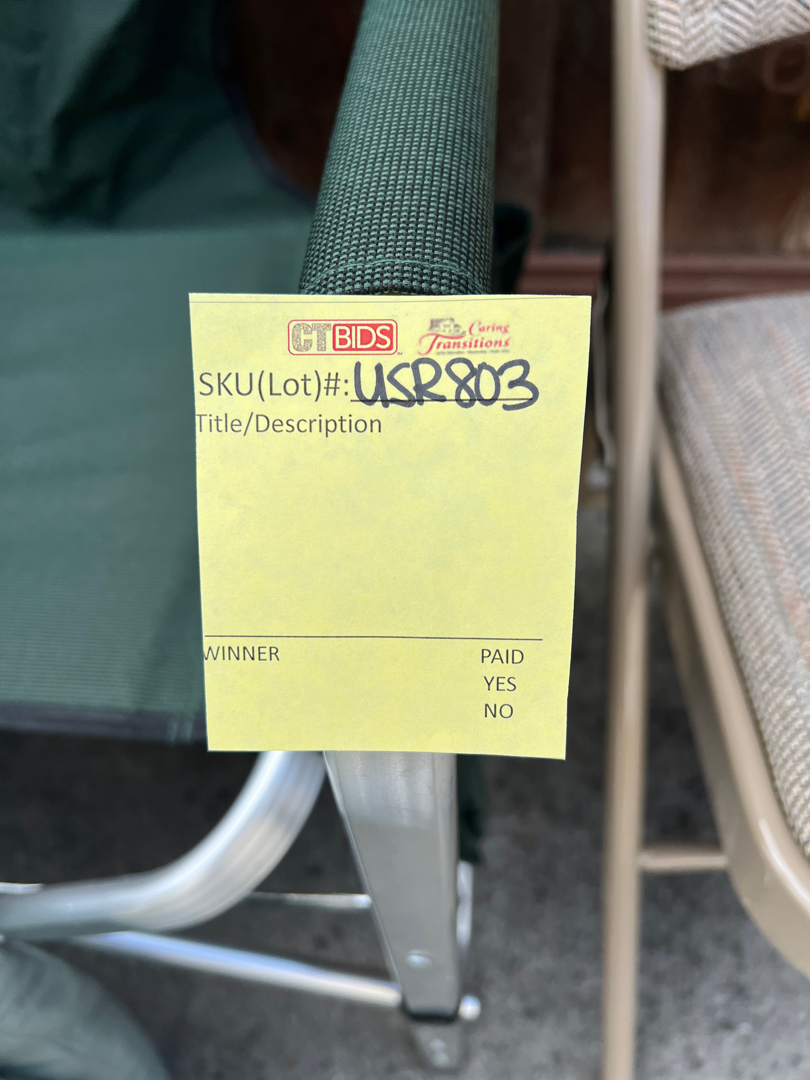 CTBIDS
Caring
Transitions
SKU(Lot)#: USR803
Title/Description
WINNER
PAID
YES
NO